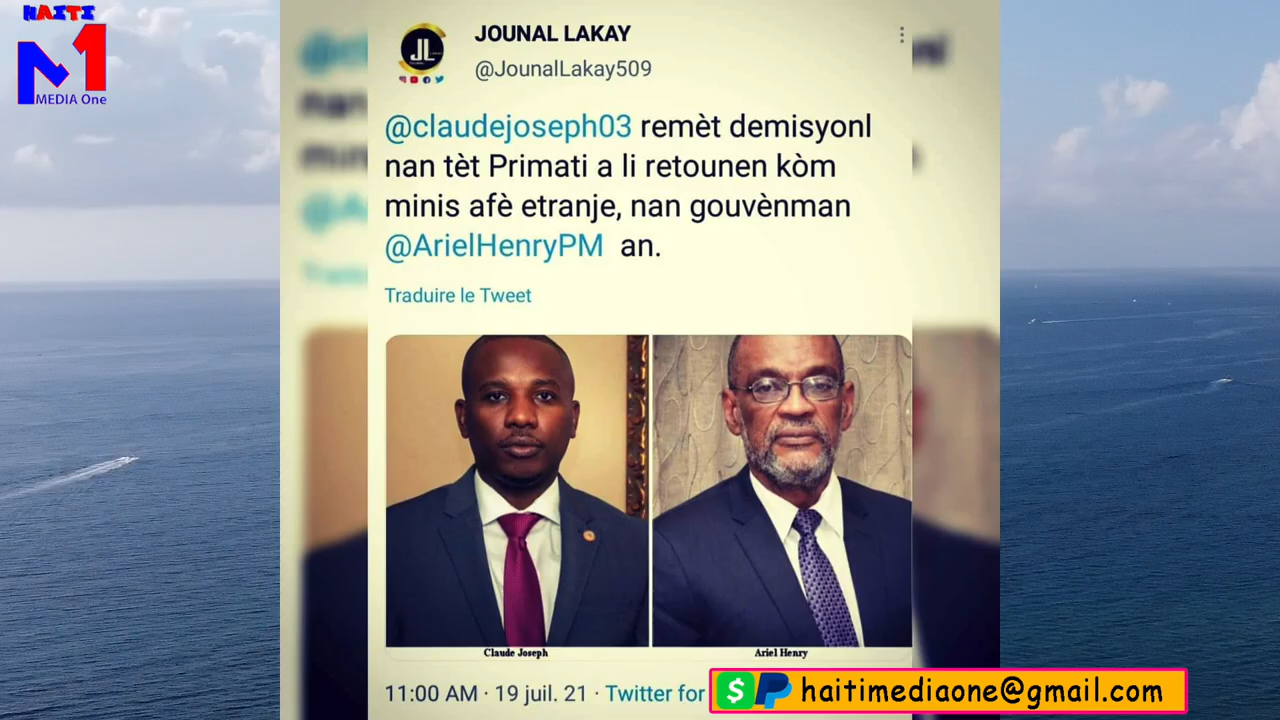 HAITI
M1
MEDIA One
JL
JOUNAL LAKAY
@JounalLakay509
@claudejoseph03 remèt demisyonl
nan tèt Primati a li retounen kòm
minis afè etranje, nan gouvènman
@ArielHenryPM an.
Traduire le Tweet
Claude Joseph
Ariel Henry
11:00 AM · 19 juil. 21 · Twitter for
$ P haitimediaone@gmail.com